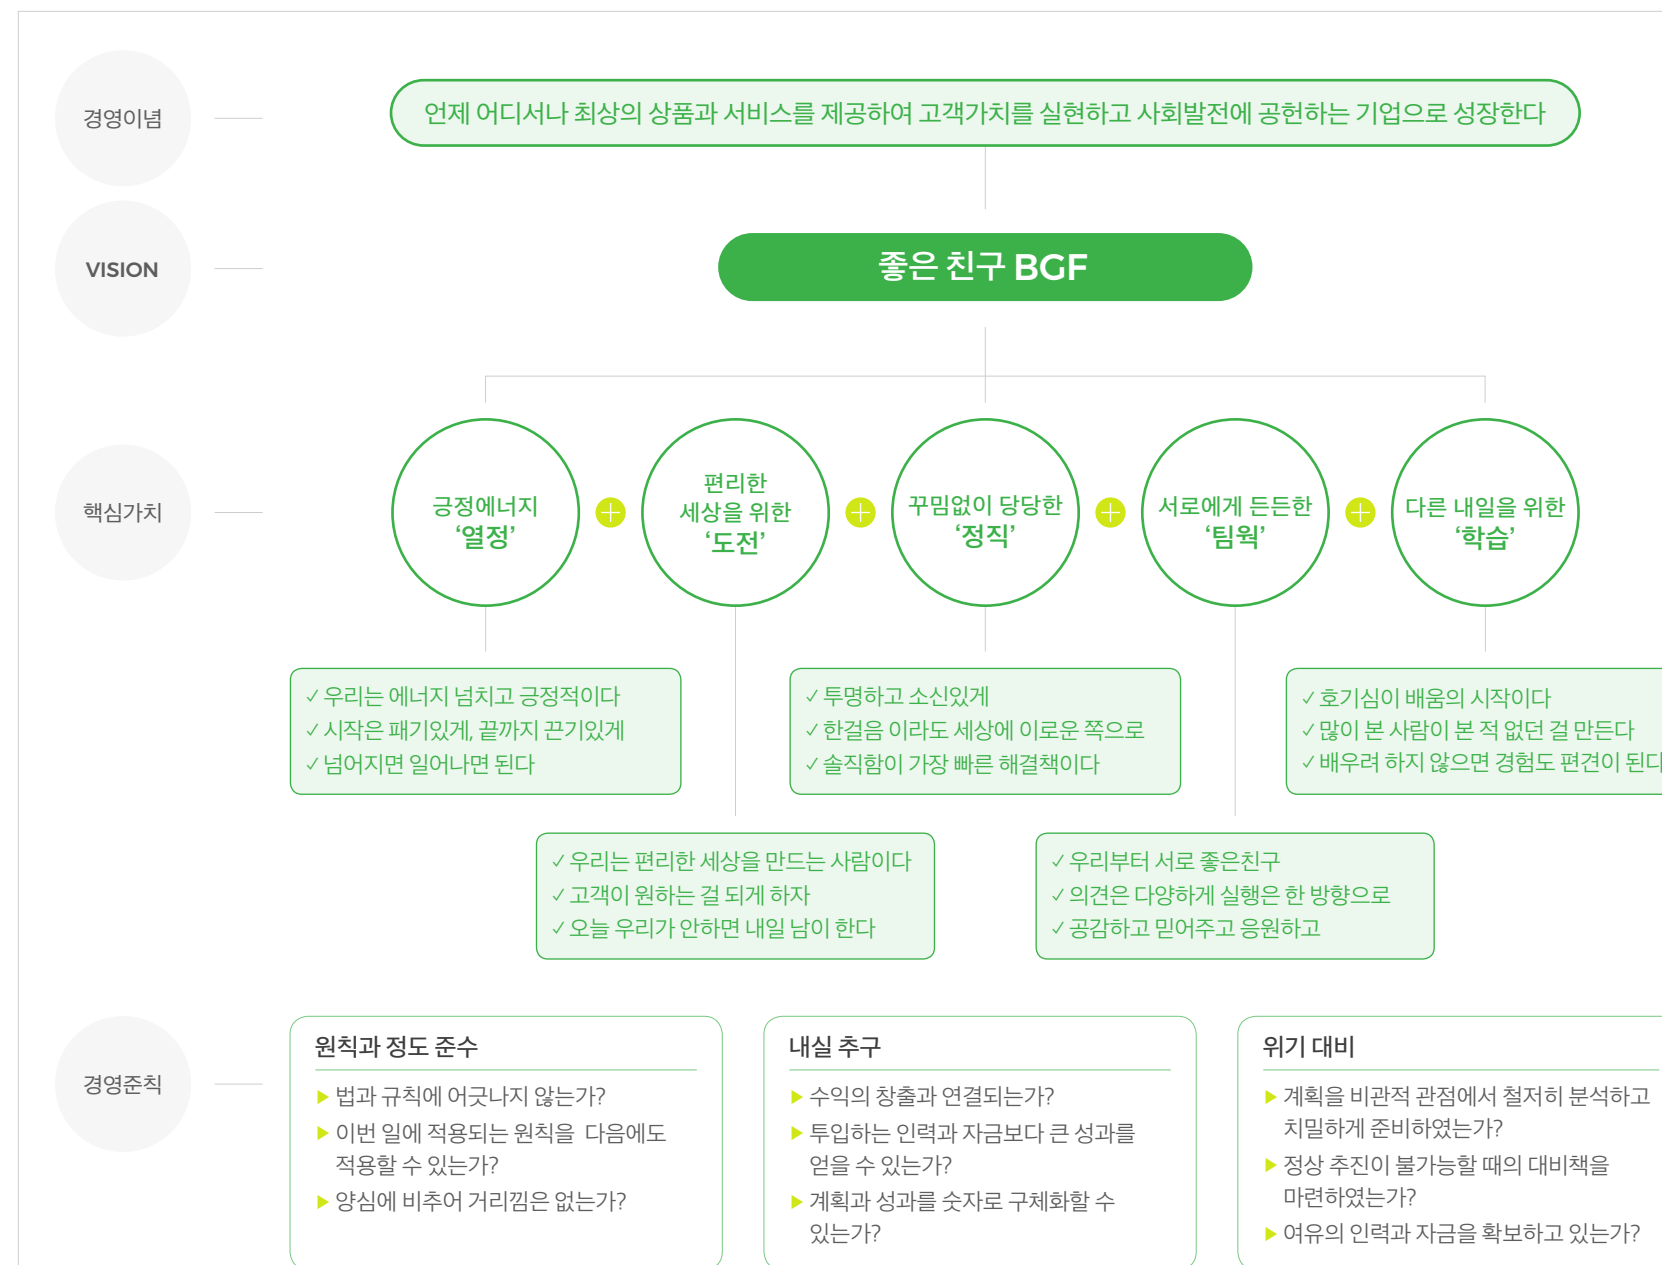 경영이념
언제 어디서나 최상의 상품과 서비스를 제공하여 고객가치를 실현하고 사회발전에 공헌하는 기업으로 성장한다
VISION
좋은 친구 BGF
핵심가치
긍정에너지
‘열정’
편리한
세상을 위한
‘도전’
꾸밈없이 당당한
‘정직’
서로에게 든든한
‘팀웍’
다른 내일을 위한
‘학습’
✓ 우리는 에너지 넘치고 긍정적이다
✓ 시작은 패기있게, 끝까지 끈기있게
✓ 넘어지면 일어나면 된다
✓ 투명하고 소신있게
✓ 한걸음 이라도 세상에 이로운 쪽으로
✓ 솔직함이 가장 빠른 해결책이다
✓ 호기심이 배움의 시작이다
✓ 많이 본 사람이 본 적 없던 걸 만든다
✓ 배우려 하지 않으면 경험도 편견이 된다
✓ 우리는 편리한 세상을 만드는 사람이다
✓ 고객이 원하는 걸 되게 하자
✓ 오늘 우리가 안하면 내일 남이 한다
✓ 우리부터 서로 좋은친구
✓ 의견은 다양하게 실행은 한 방향으로
✓ 공감하고 믿어주고 응원하고
경영준칙
원칙과 정도 준수
▶ 법과 규칙에 어긋나지 않는가?
▶ 이번 일에 적용되는 원칙을 다음에도
적용할 수 있는가?
▶ 양심에 비추어 거리낌은 없는가?
내실 추구
▶ 수익의 창출과 연결되는가?
▶ 투입하는 인력과 자금보다 큰 성과를
얻을 수 있는가?
▶ 계획과 성과를 숫자로 구체화할 수
있는가?
위기 대비
▶ 계획을 비관적 관점에서 철저히 분석하고
치밀하게 준비하였는가?
▶ 정상 추진이 불가능할 때의 대비책을
마련하였는가?
▶ 여유의 인력과 자금을 확보하고 있는가?